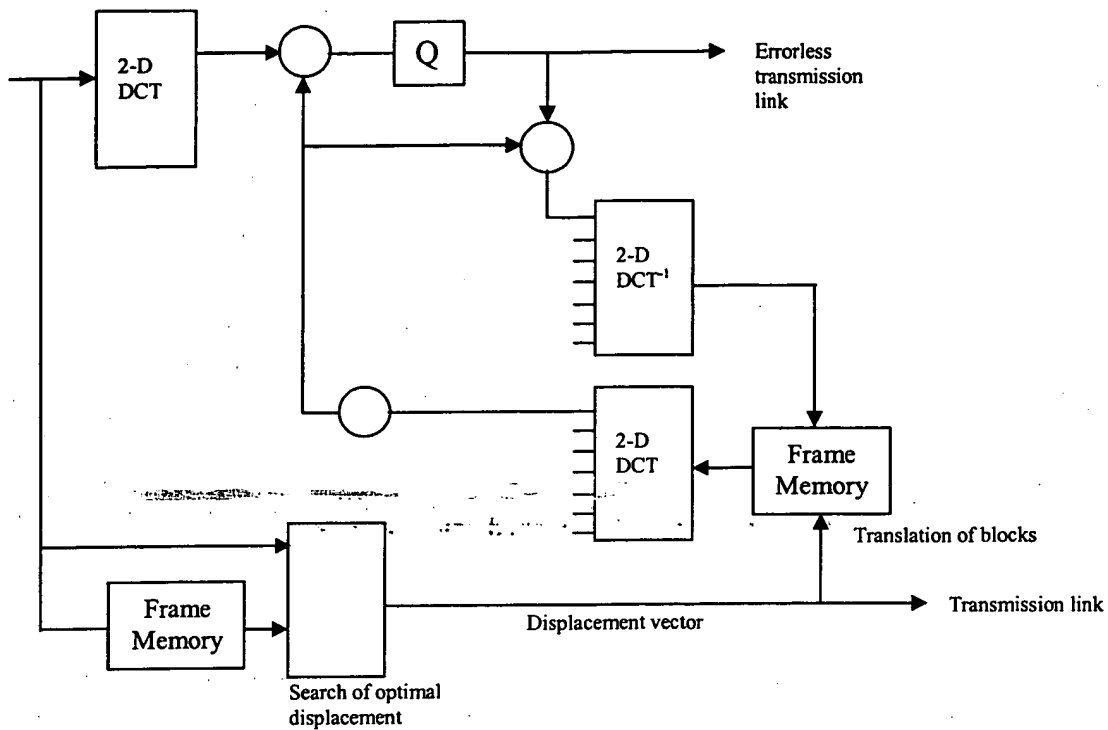 2-D
DCT
Q
Errorless
transmission
link
2-D
DCT-1
2-D
DCT
Frame
Memory
Translation of blocks
Frame
Memory
Displacement vector
Transmission link
Search of optimal
displacement